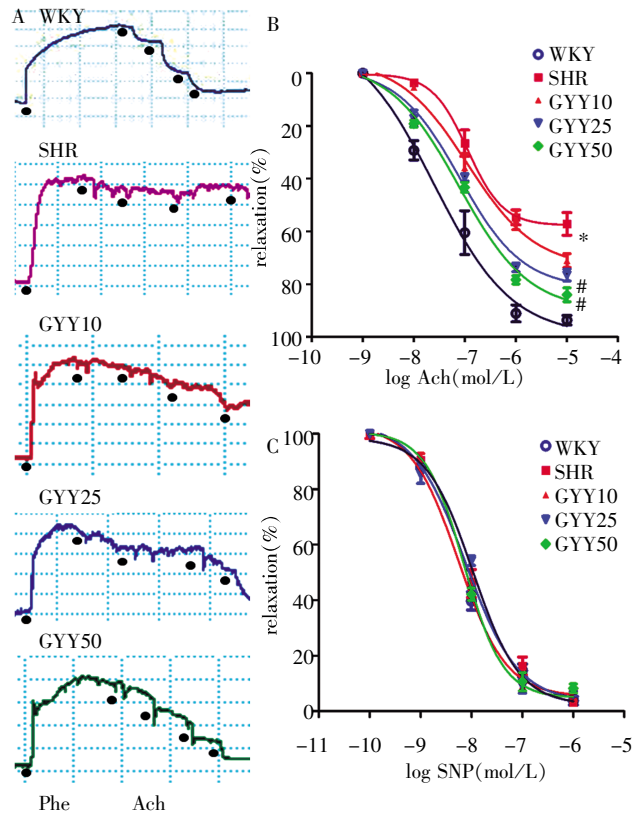 A WKY
SHR
GYY10
GYY25
GYY50
Phe Ach
B
WKY
SHR
GYY10
GYY25
GYY50
0
20
40
60
80
100
relaxation(%)
*
#
#
−10 −9 −8 −7 −6 −5 −4
log Ach(mol/L)
C
WKY
SHR
GYY10
GYY25
GYY50
100
80
60
40
20
0
relaxation(%)
−11 −10 −9 −8 −7 −6 −5
log SNP(mol/L)